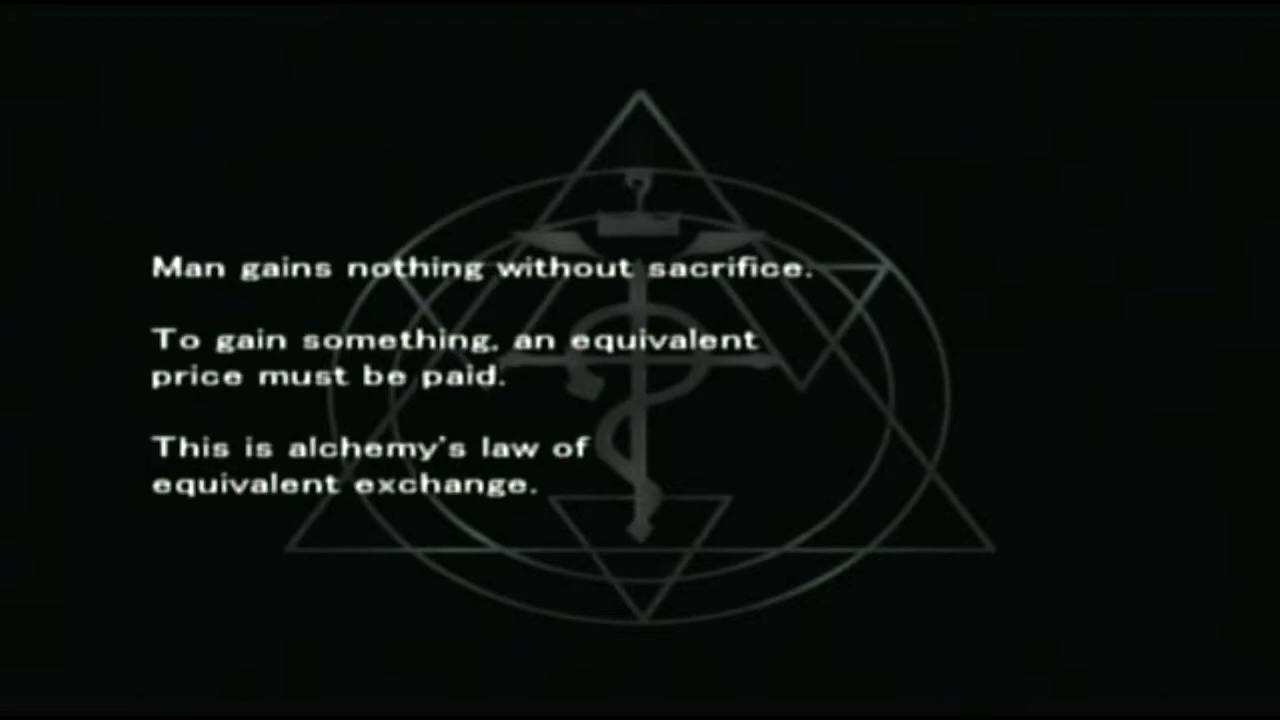 Man gains nothing without sacrifice.
To gain something, an equivalent
price must be paid.
This is alchemy's law of
equivalent exchange.